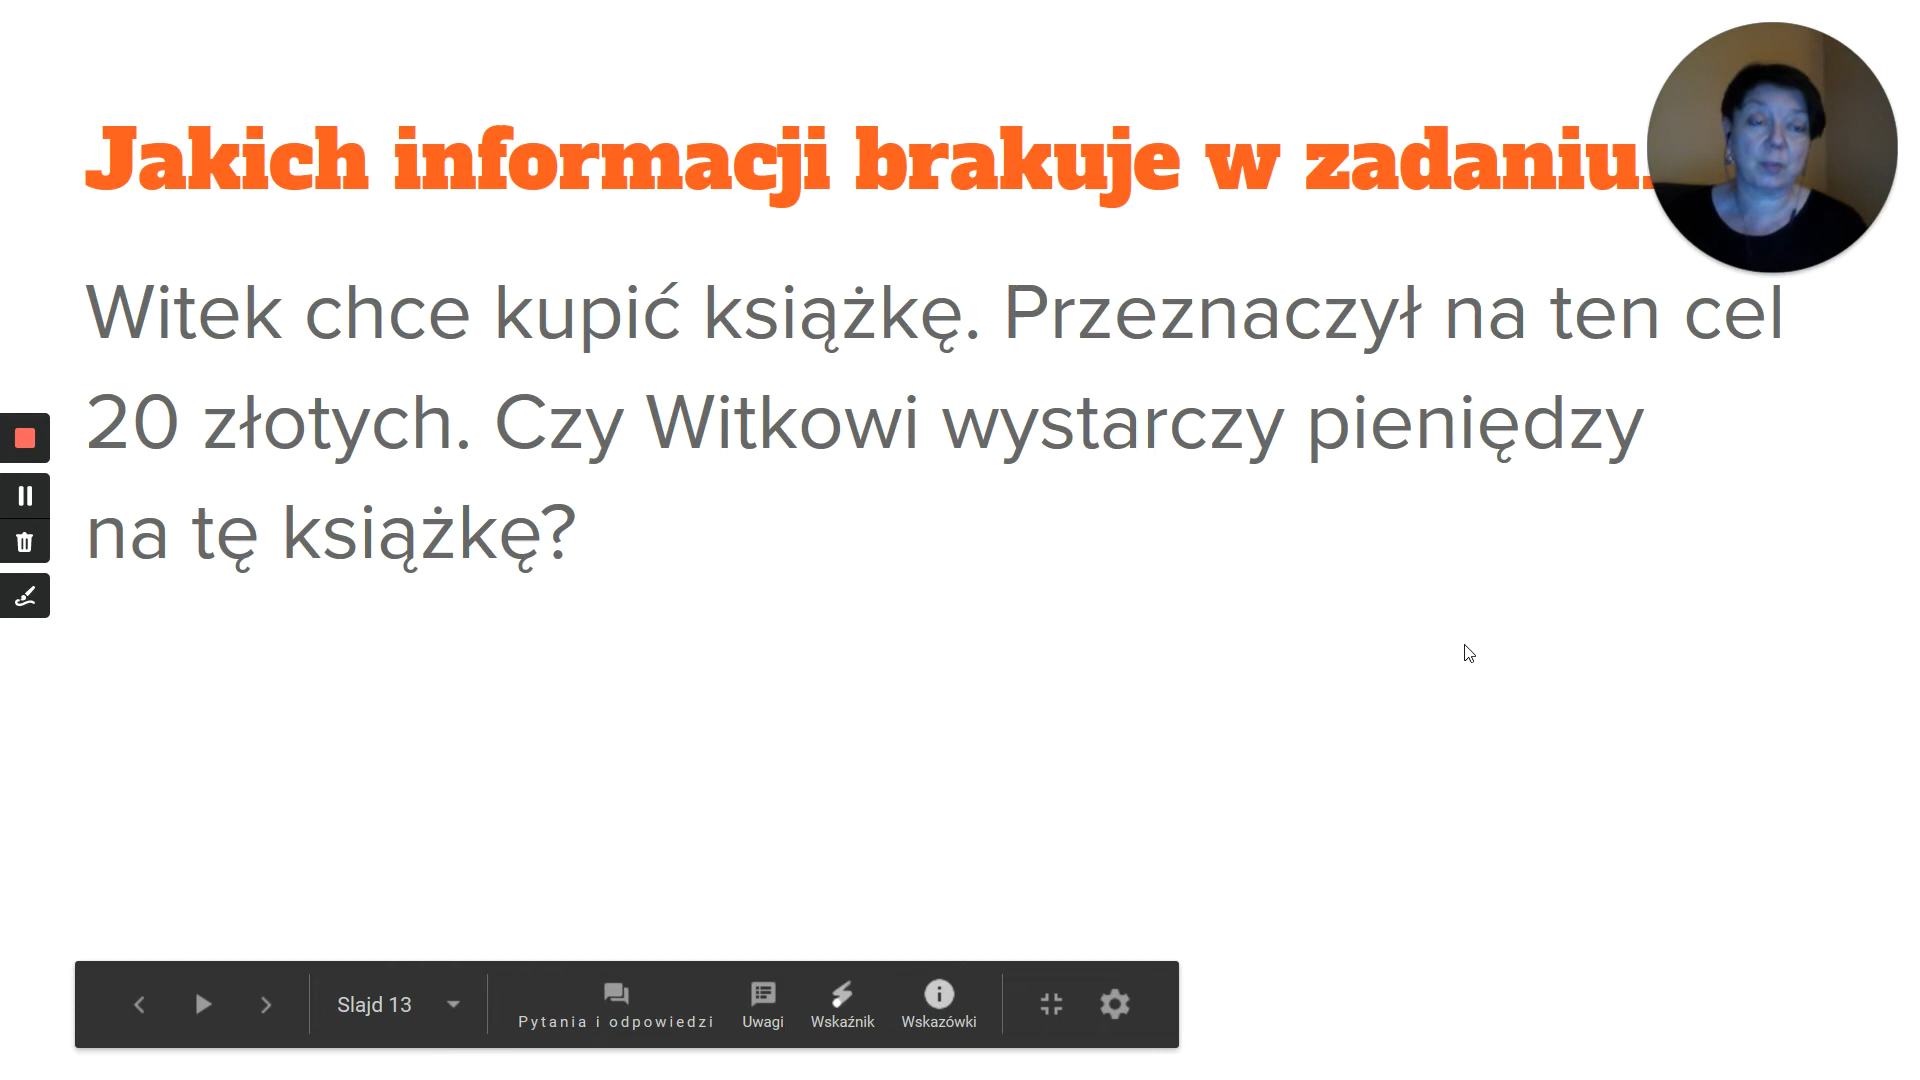 Jakich informacji brakuje w zadaniu
Witek chce kupić książkę. Przeznaczył na ten cel
20 złotych. Czy Witkowi wystarczy pieniędzy
na tę książkę?
Slajd 13
Pytania i odpowiedzi
Uwagi
Wskaźnik
Wskazówki